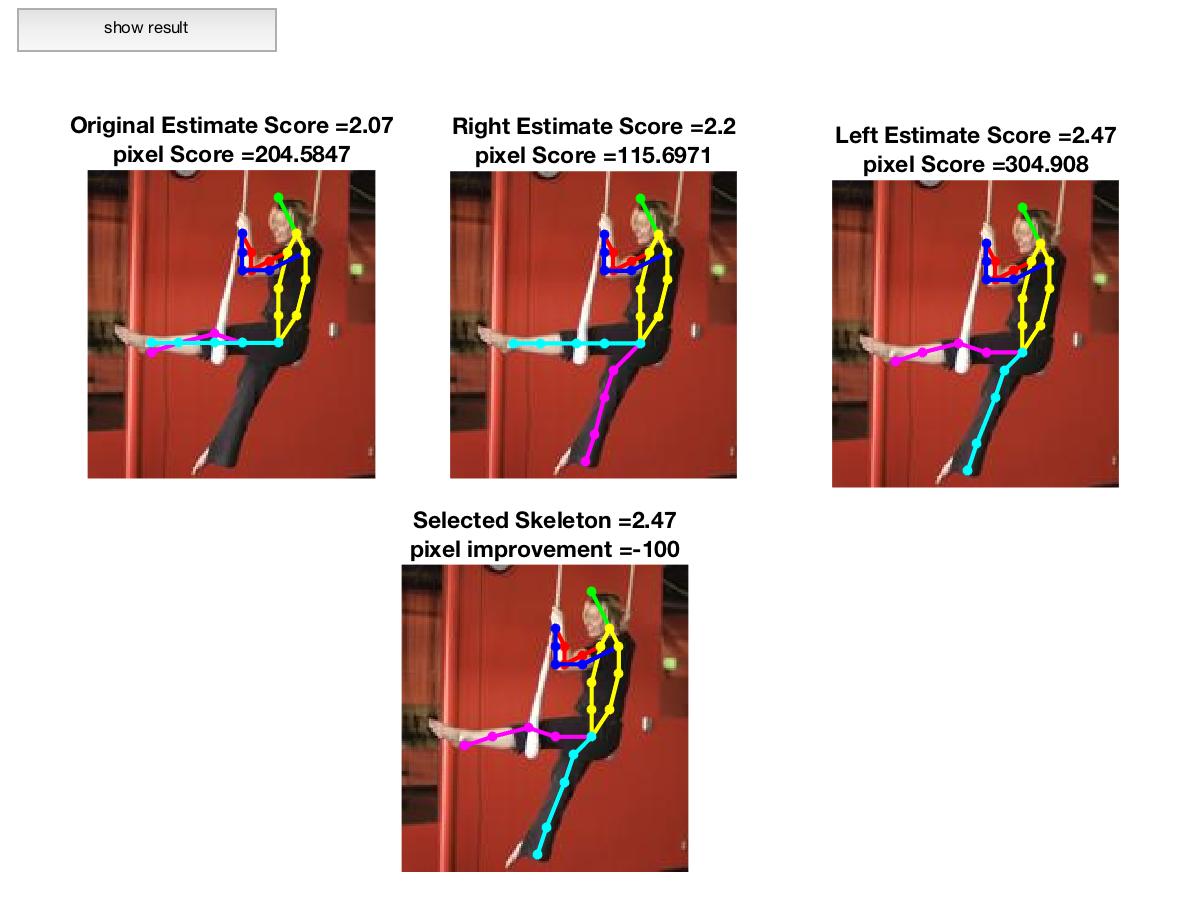 show result
Original Estimate Score =2.07
pixel Score =204.5847
Right Estimate Score =2.2
pixel Score =115.6971
Left Estimate Score =2.47
pixel Score =304.908
Selected Skeleton =2.47
pixel improvement =-100